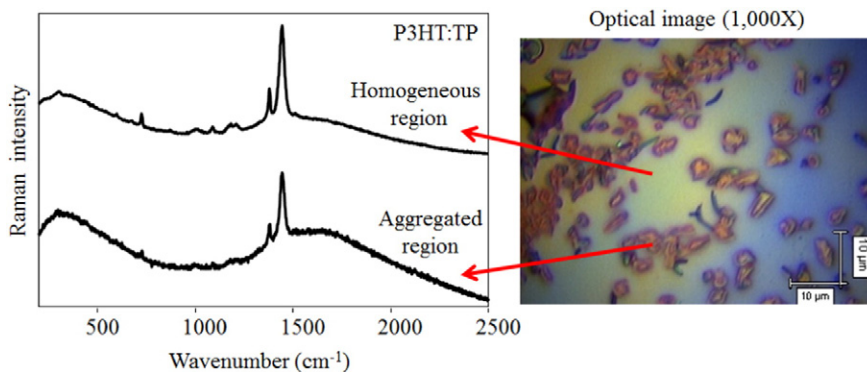 Optical image (1,000X)
P3HT:TP
Homogeneous
region
Aggregated
region
Raman intensity
500
1000
1500
2000
2500
Wavenumber (cm⁻¹)
10 µm
10 µm